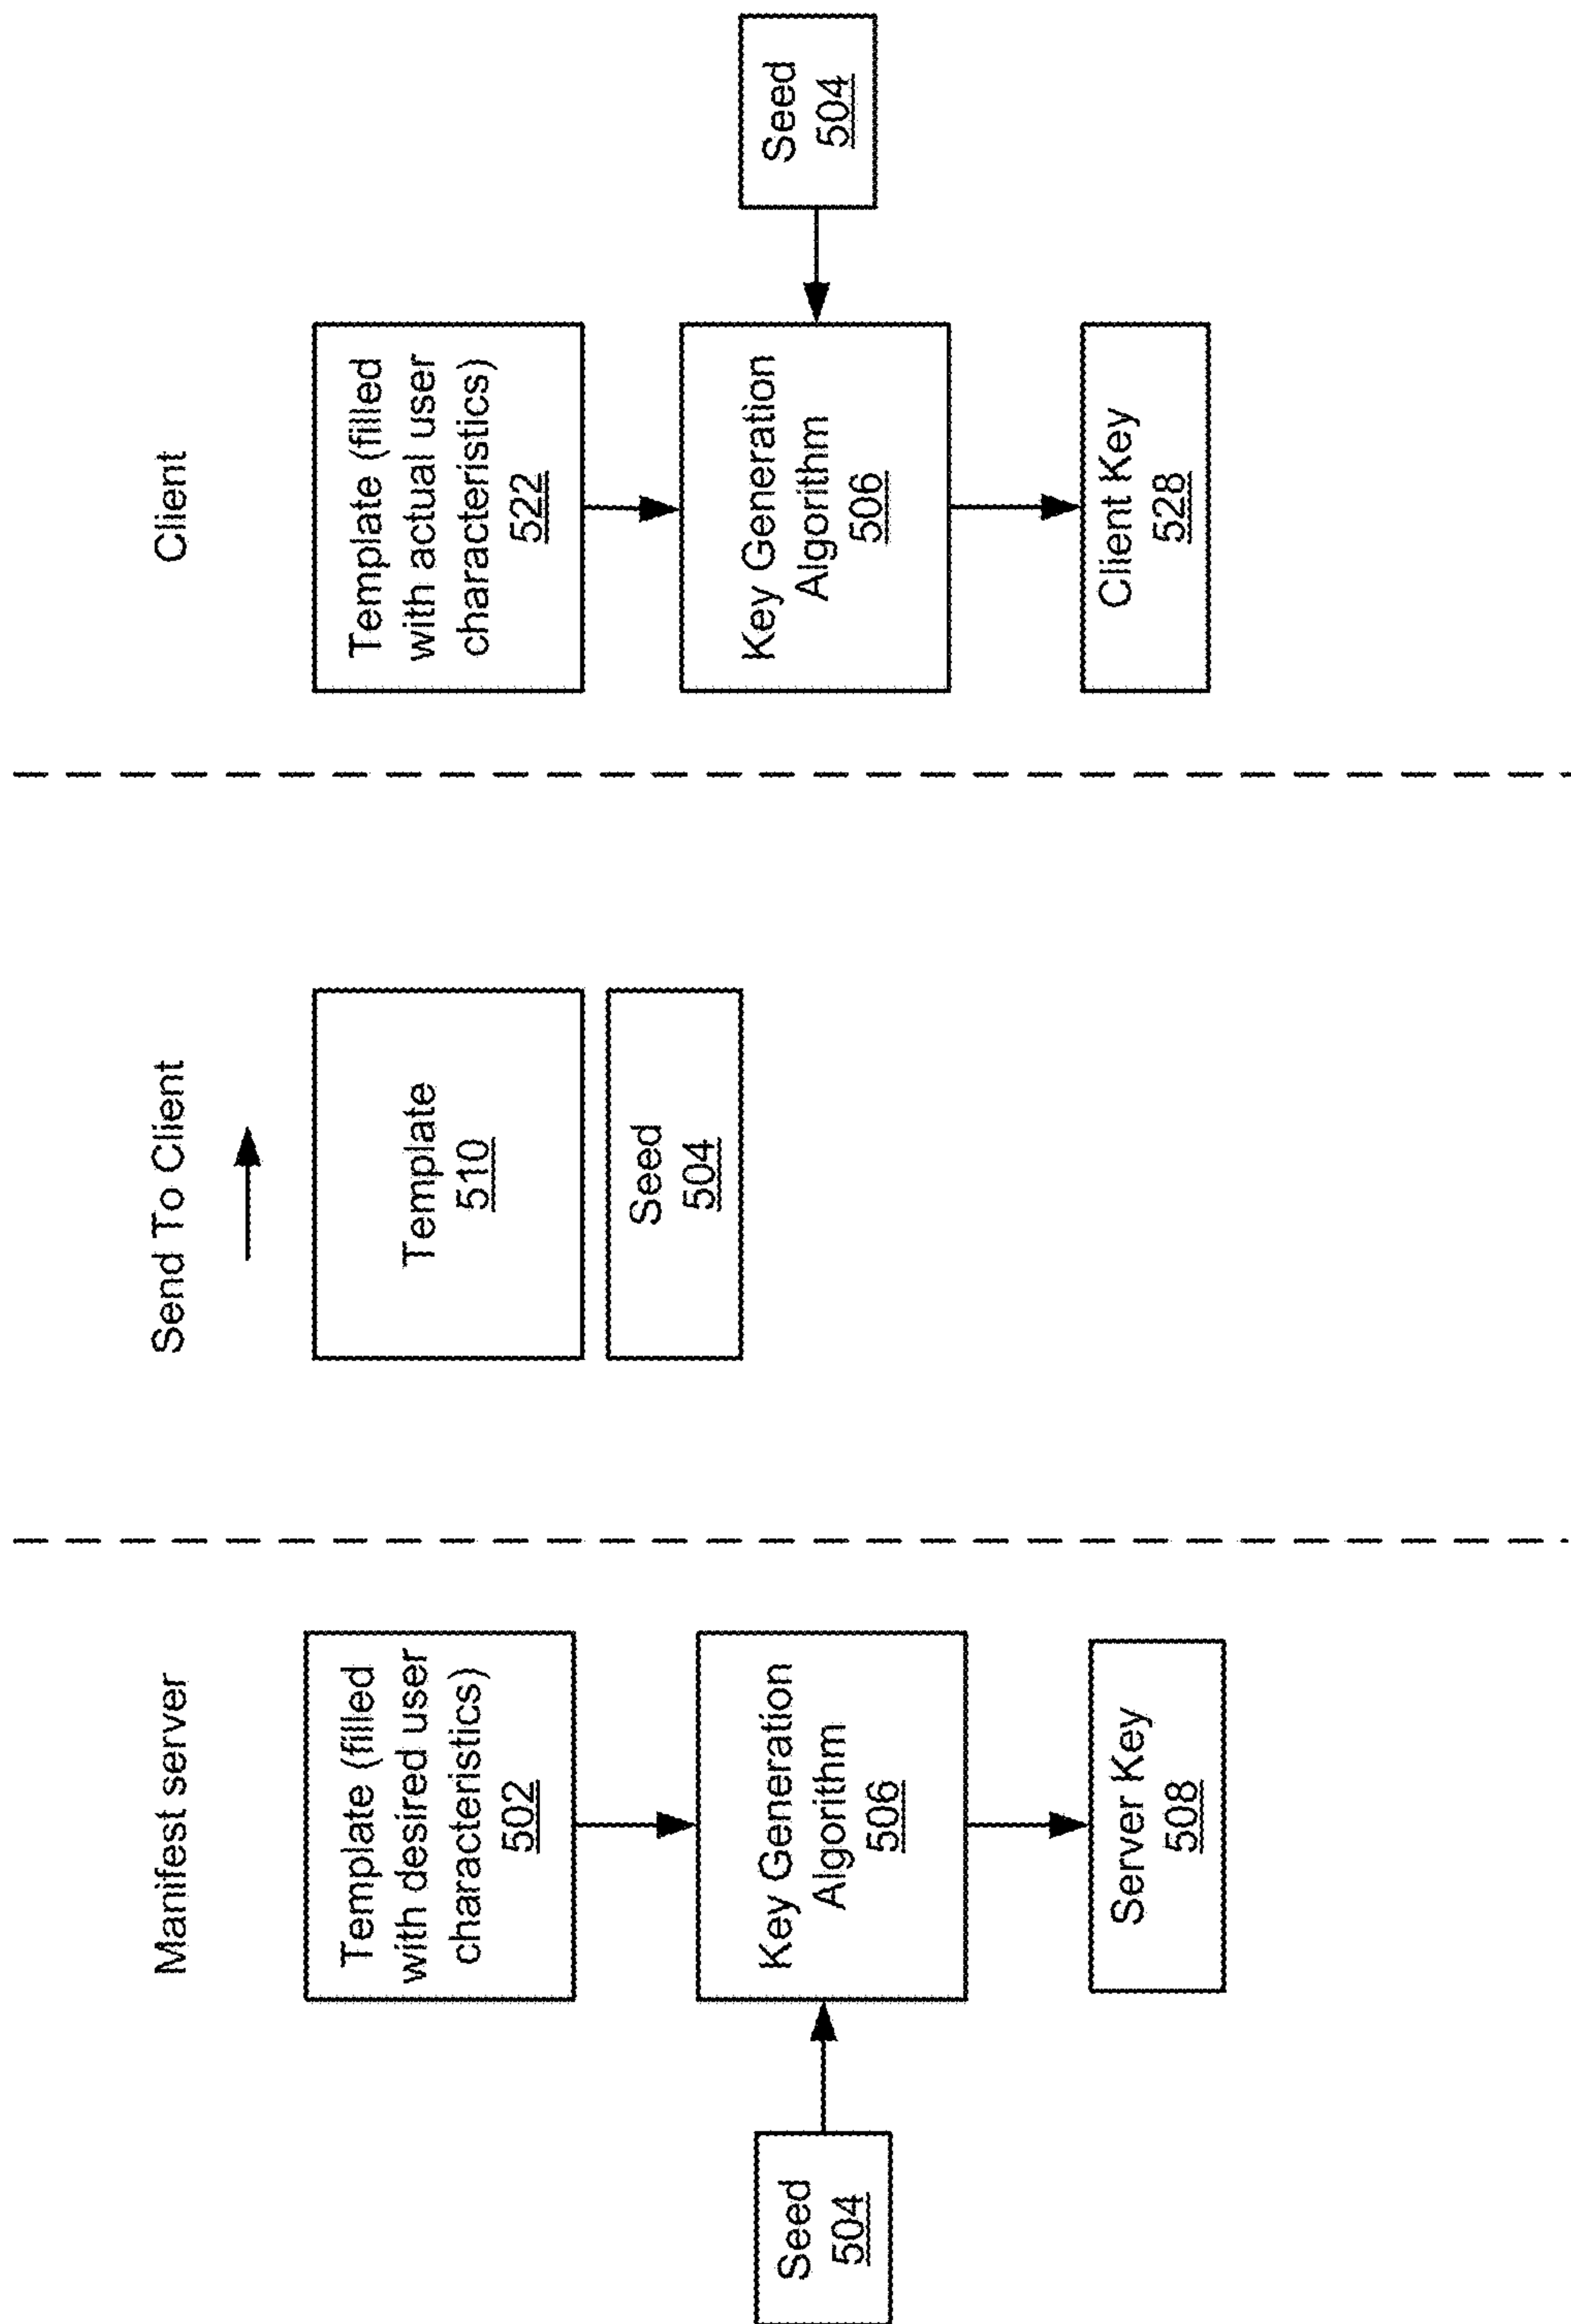 Manifest server
Template (filled
with desired user
characteristics)
502
Seed
504
Key Generation
Algorithm
506
Server Key
508
Send To Client
Template
510
Seed
504
Client
Template (filled
with actual user
characteristics)
522
Key Generation
Algorithm
506
Seed
504
Client Key
528